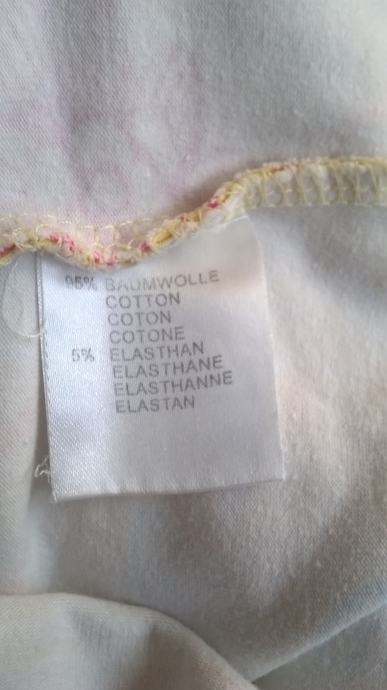 95% BAUMWOLLE
COTTON
COTON
COTONE
5% ELASTHAN
ELASTHANE
ELASTHANNE
ELASTAN